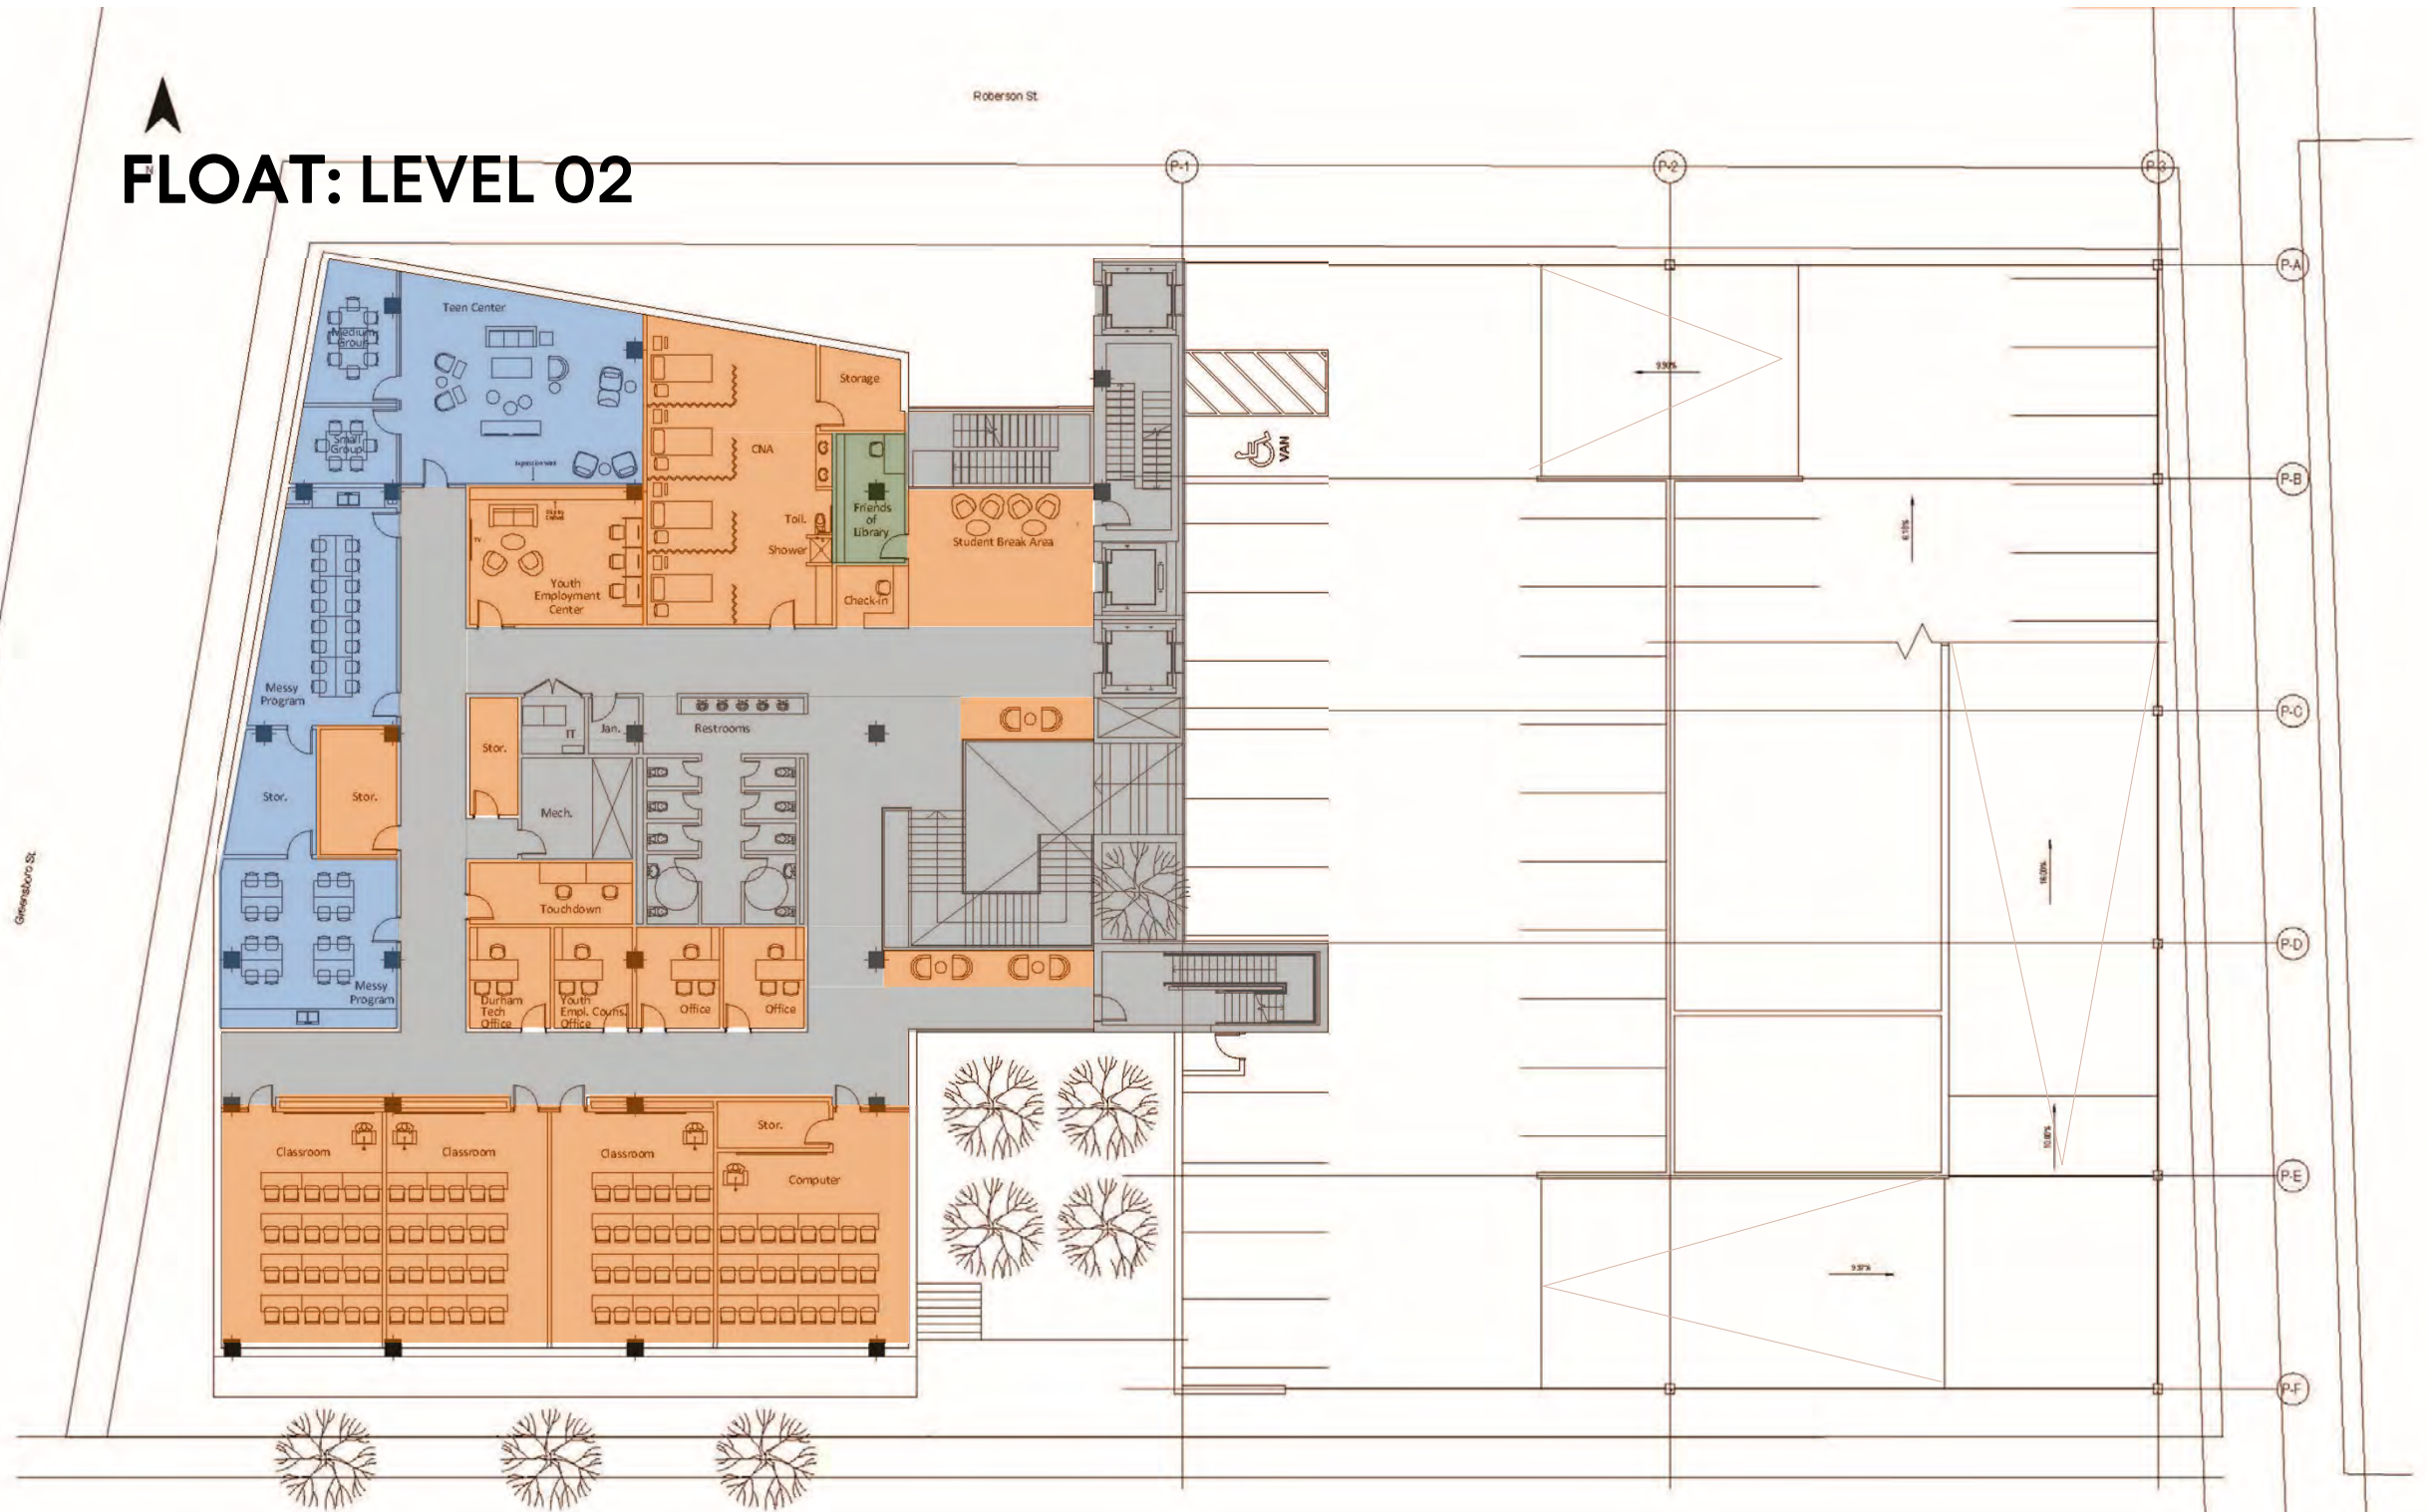 Roberson St.
N
FLOAT: LEVEL 02
P-1
P-2
P-3
P-A
Teen Center
Medium
Group
9.90%
Storage
Small
Group
CNA
VAN
P-B
Friends
of
Library
Toil.
Student Break Area
Shower
TV
Youth
Employment
Center
Check-in
Messy
Program
P-C
Restrooms
Jan.
IT
Stor.
Stor.
Stor.
Mech.
Greensboro St.
Touchdown
P-D
Messy
Program
Durham
Tech
Office
Youth
Empl. Couns.
Office
Office
Office
Stor.
Classroom
Classroom
Classroom
Computer
P-E
P-F